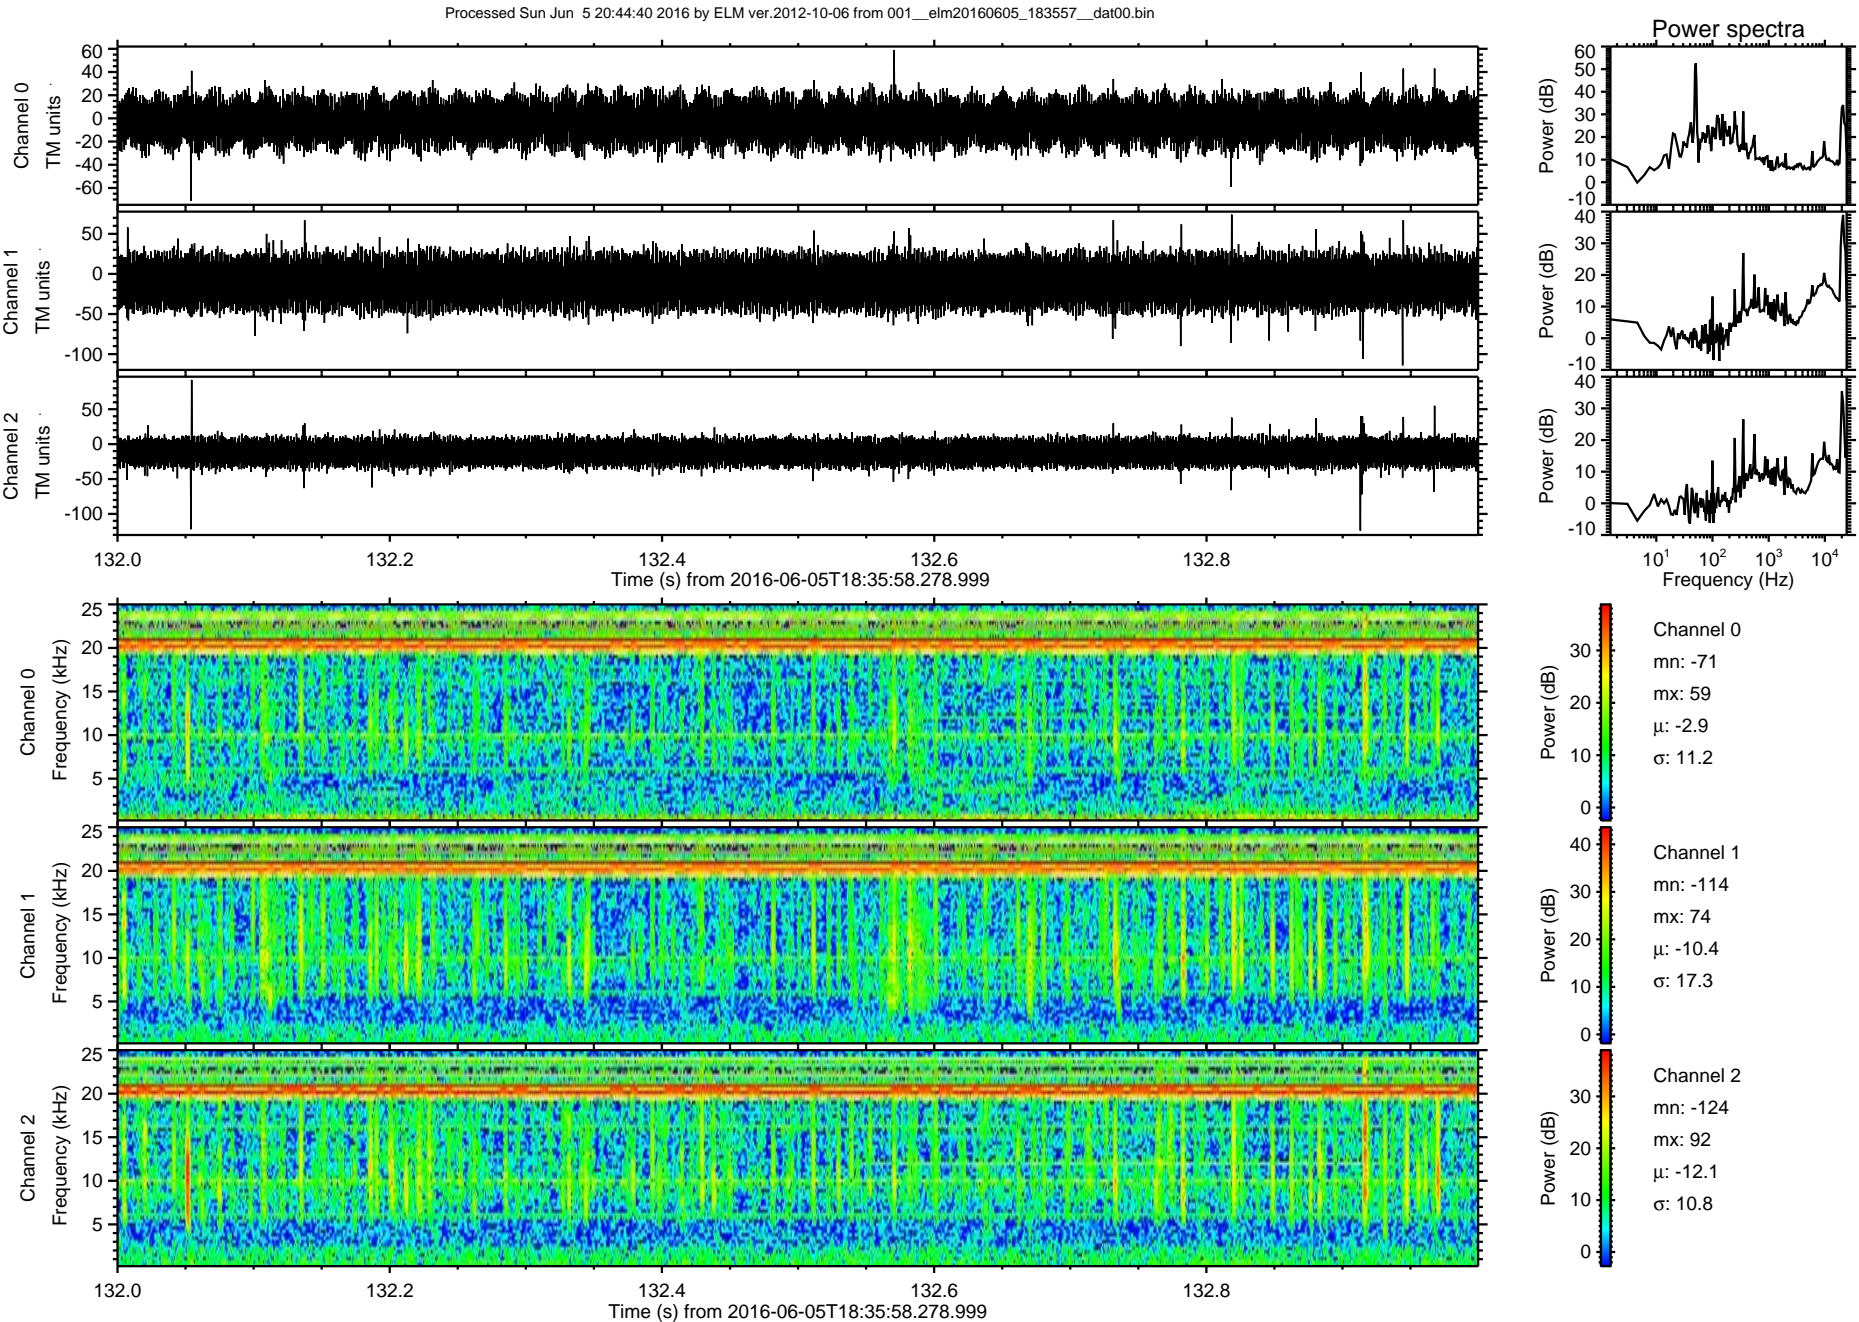 Processed Sun Jun  5 20:44:40 2016 by ELM ver.2012-10-06 from 001__elm20160605_183557__dat00.bin
Power spectra
Channel 0
TM units
60
40
20
0
-20
-40
-60
Power (dB)
60
50
40
30
20
10
0
-10
Channel 1
TM units
50
0
-50
-100
Power (dB)
40
30
20
10
0
-10
Channel 2
TM units
50
0
-50
-100
Power (dB)
40
30
20
10
0
-10
132.0 132.2 132.4 132.6 132.8
Time (s) from 2016-06-05T18:35:58.278.999
10^1 10^2 10^3 10^4
Frequency (Hz)
Channel 0
Frequency (kHz)
25
20
15
10
5
Power (dB)
30
20
10
0
Channel 0
mn: -71
mx: 59
μ: -2.9
σ: 11.2
Channel 1
Frequency (kHz)
25
20
15
10
5
Power (dB)
40
30
20
10
0
Channel 1
mn: -114
mx: 74
μ: -10.4
σ: 17.3
Channel 2
Frequency (kHz)
25
20
15
10
5
Power (dB)
30
20
10
0
Channel 2
mn: -124
mx: 92
μ: -12.1
σ: 10.8
132.0 132.2 132.4 132.6 132.8
Time (s) from 2016-06-05T18:35:58.278.999